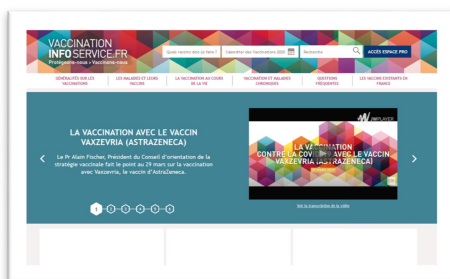 VACCINATION
INFO SERVICE.FR
Protégeons-nous • Vaccinons-nous
Quels vaccins dois-je faire ?
Calendrier des Vaccinations 2020
Recherche
ACCÈS ESPACE PRO
GÉNÉRALITÉS SUR LES
VACCINATIONS
LES MALADIES ET LEURS
VACCINS
LA VACCINATION AU COURS
DE LA VIE
VACCINATION ET MALADIES
CHRONIQUES
QUESTIONS
FRÉQUENTES
LES VACCINS EXISTANTS EN
FRANCE
LA VACCINATION AVEC LE VACCIN
VAXZEVRIA (ASTRAZENECA)
Le Pr Alain Fischer, Président du Conseil d'orientation de la
stratégie vaccinale fait le point au 29 mars sur la vaccination
avec Vaxzevria, le vaccin d'AstraZeneca.
1
2
3
4
5
6
JWPLAYER
LA VACCINATION
CONTRE LA COVID-19 AVEC LE VACCIN
VAXZEVRIA (ASTRAZENECA)
Voir la transcription de la vidéo